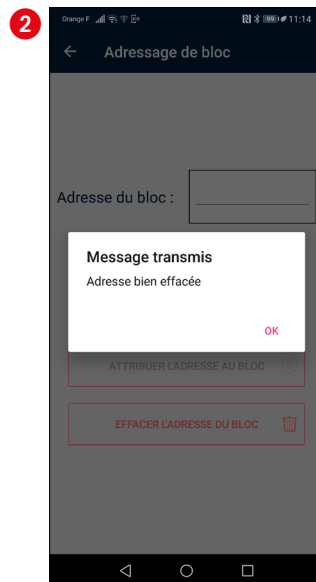 2
Orange F 99 11:14
Adressage de bloc
Adresse du bloc :
Message transmis
Adresse bien effacée
OK
ATTRIBUER L'ADRESSE AU BLOC
EFFACER L'ADRESSE DU BLOC